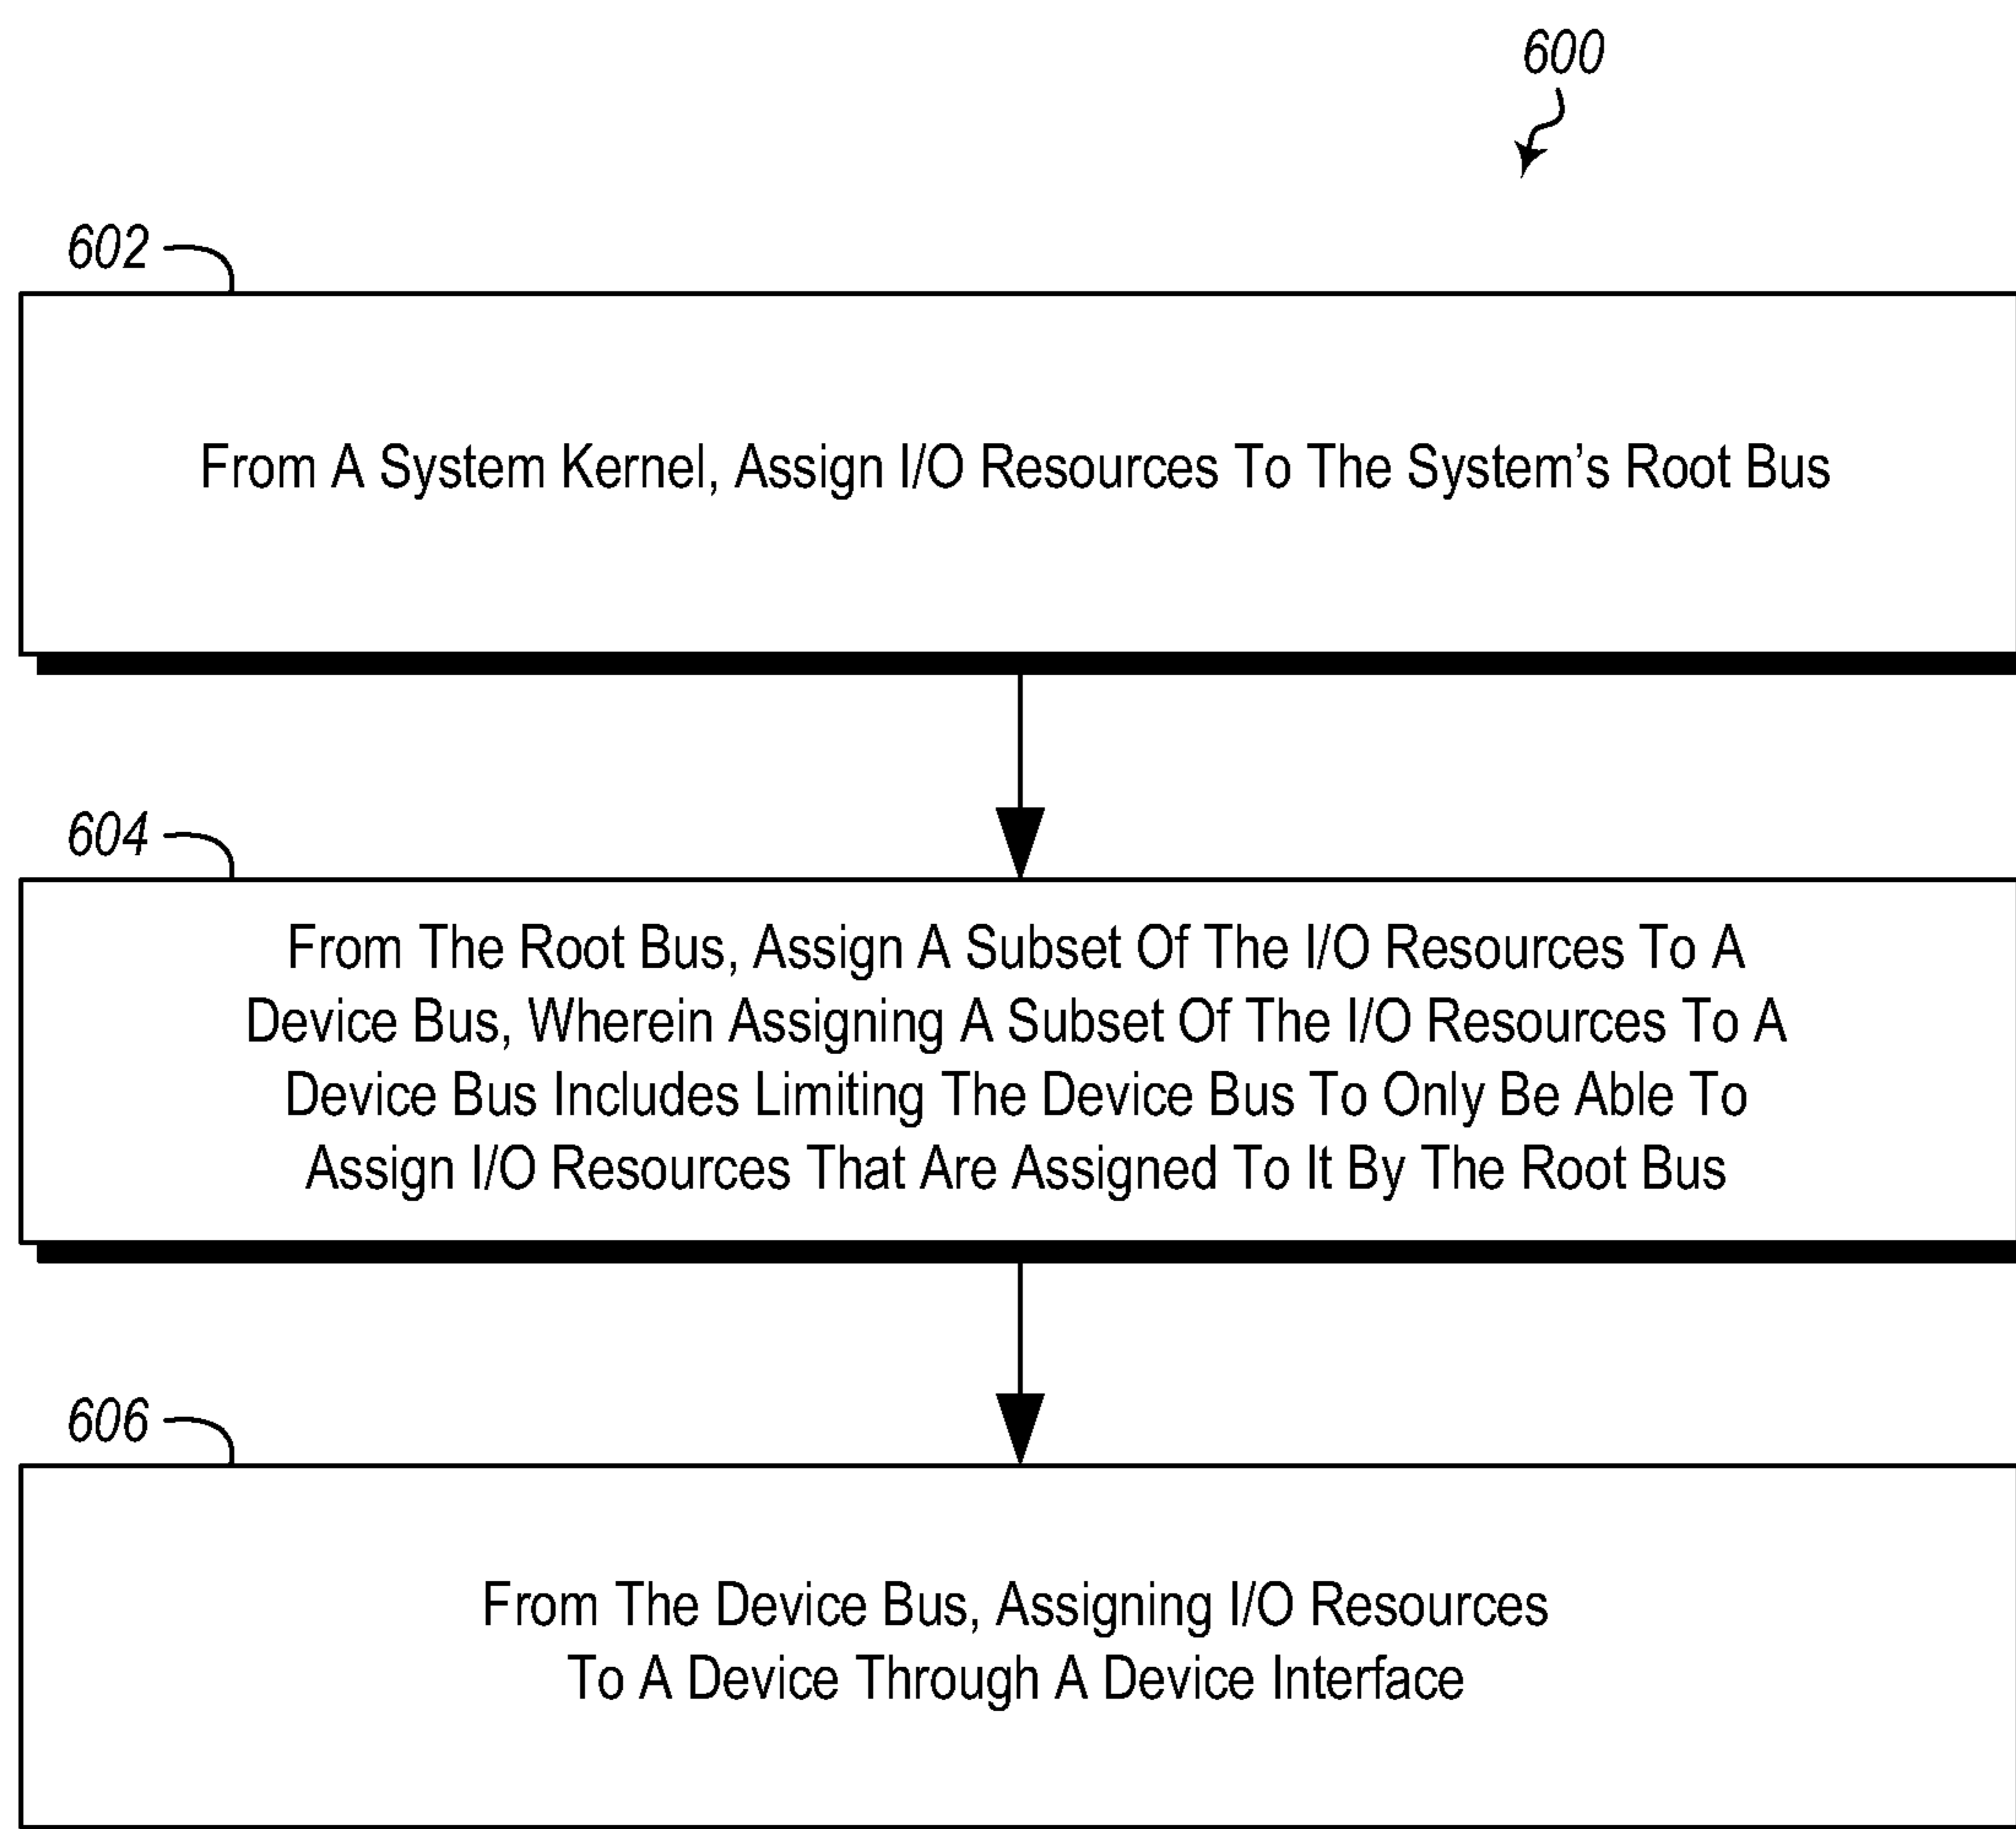 600
602
From A System Kernel, Assign I/O Resources To The System's Root Bus
604
From The Root Bus, Assign A Subset Of The I/O Resources To A
Device Bus, Wherein Assigning A Subset Of The I/O Resources To A
Device Bus Includes Limiting The Device Bus To Only Be Able To
Assign I/O Resources That Are Assigned To It By The Root Bus
606
From The Device Bus, Assigning I/O Resources
To A Device Through A Device Interface